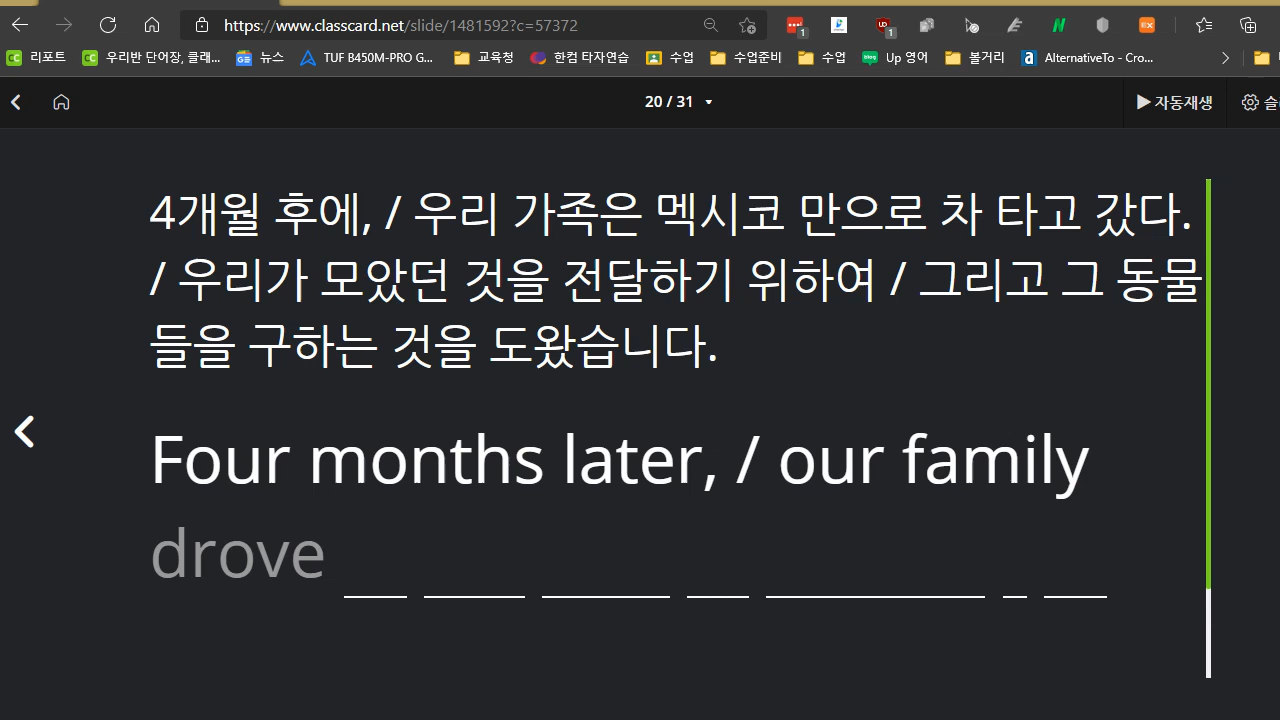 https://www.classcard.net/slide/1481592?c=57372
리포트 우리반 단어장, 클래... 뉴스 TUF B450M-PRO G... 교육청 한컴 타자연습 수업 수업준비 수업 Up 영어 볼거리 AlternativeTo - Cro...
20 / 31 자동재생
4개월 후에, / 우리 가족은 멕시코 만으로 차 타고 갔다.
/ 우리가 모았던 것을 전달하기 위하여 / 그리고 그 동물
들을 구하는 것을 도왔습니다.
Four months later, / our family
drove